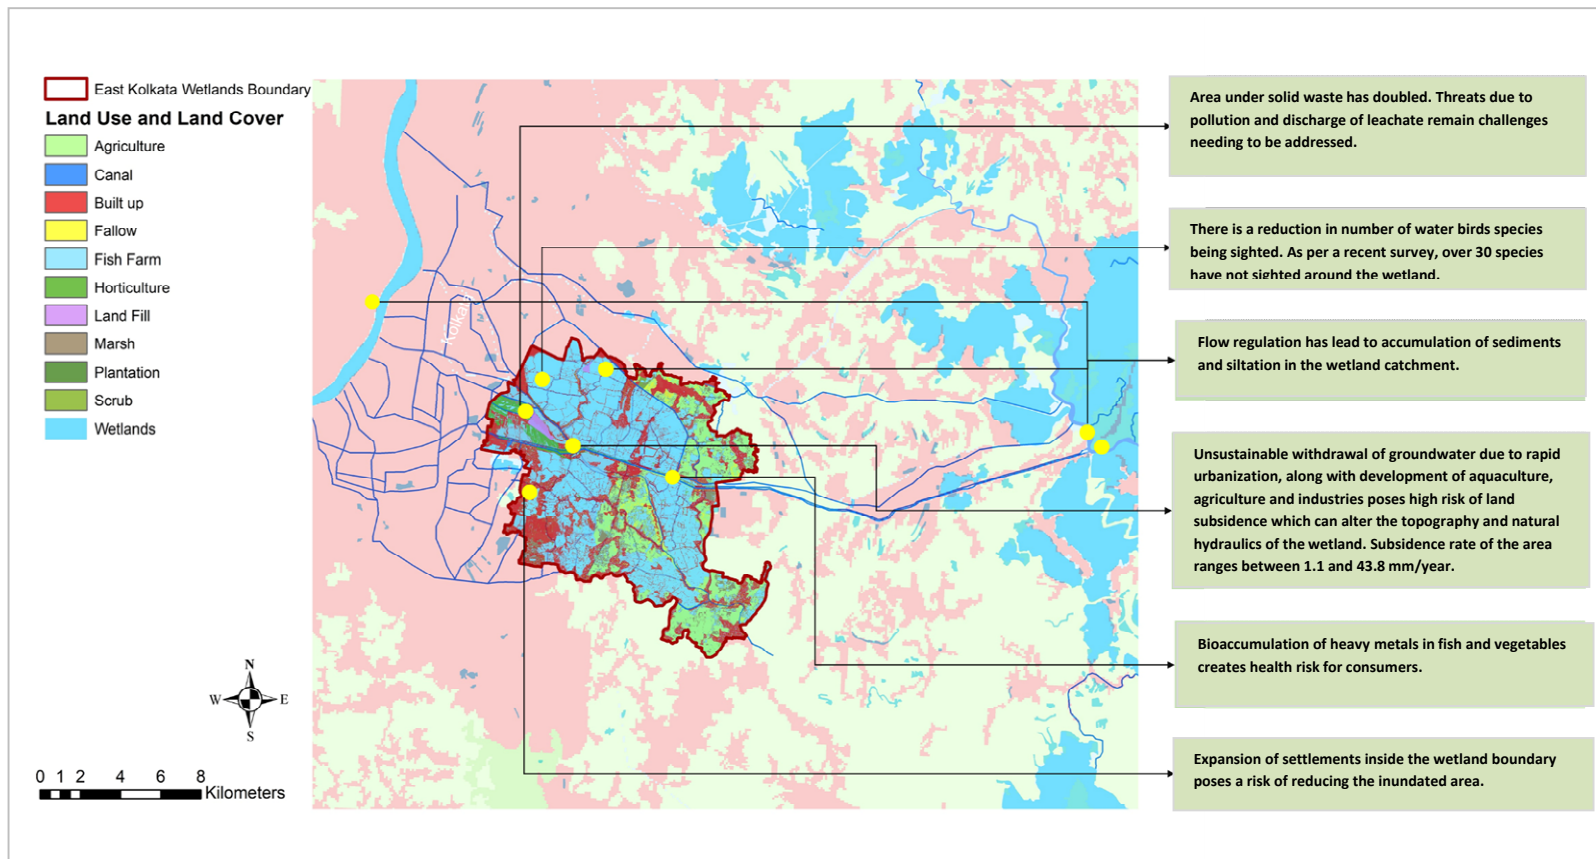 East Kolkata Wetlands Boundary
Land Use and Land Cover
Agriculture
Canal
Built up
Fallow
Fish Farm
Horticulture
Land Fill
Marsh
Plantation
Scrub
Wetlands
Kolkata
N
W E
S
0 1 2 4 6 8
Kilometers
Area under solid waste has doubled. Threats due to
pollution and discharge of leachate remain challenges
needing to be addressed.
There is a reduction in number of water birds species
being sighted. As per a recent survey, over 30 species
have not sighted around the wetland.
Flow regulation has lead to accumulation of sediments
and siltation in the wetland catchment.
Unsustainable withdrawal of groundwater due to rapid
urbanization, along with development of aquaculture,
agriculture and industries poses high risk of land
subsidence which can alter the topography and natural
hydraulics of the wetland. Subsidence rate of the area
ranges between 1.1 and 43.8 mm/year.
Bioaccumulation of heavy metals in fish and vegetables
creates health risk for consumers.
Expansion of settlements inside the wetland boundary
poses a risk of reducing the inundated area.